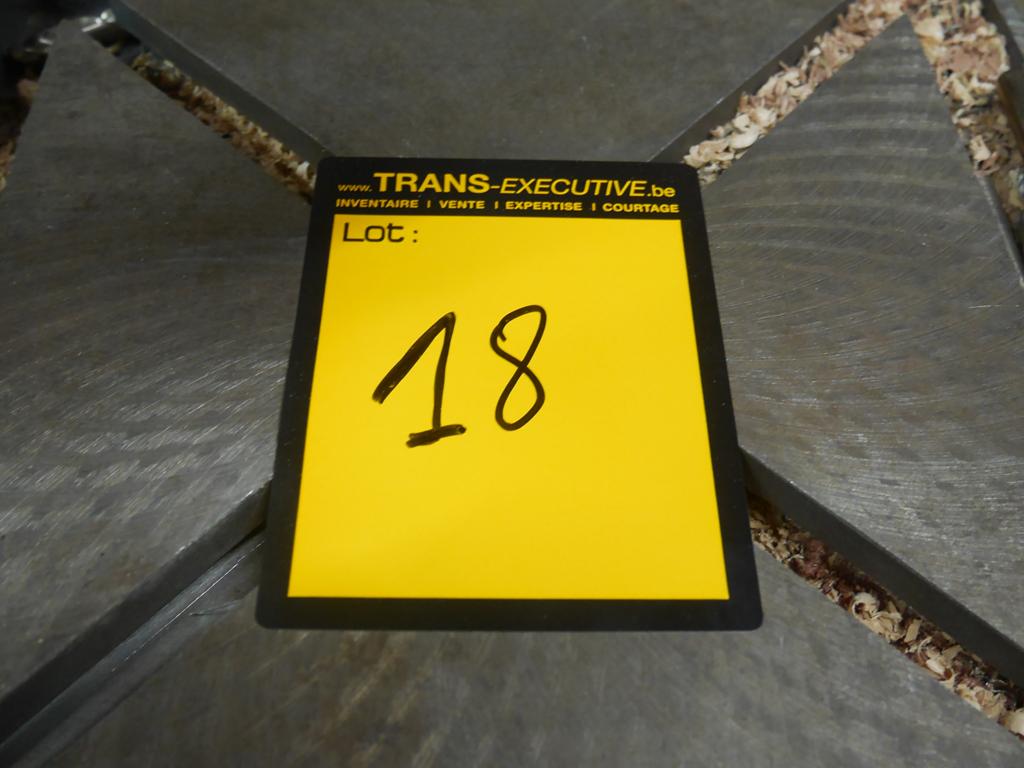 www.TRANS-EXECUTIVE.be
INVENTAIRE | VENTE | EXPERTISE | COURTAGE
Lot:
18